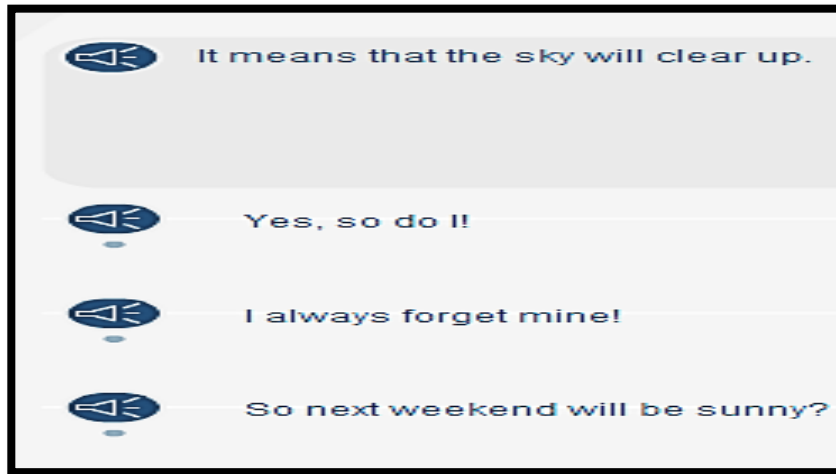 It means that the sky will clear up.
Yes, so do I!
I always forget mine!
So next weekend will be sunny?